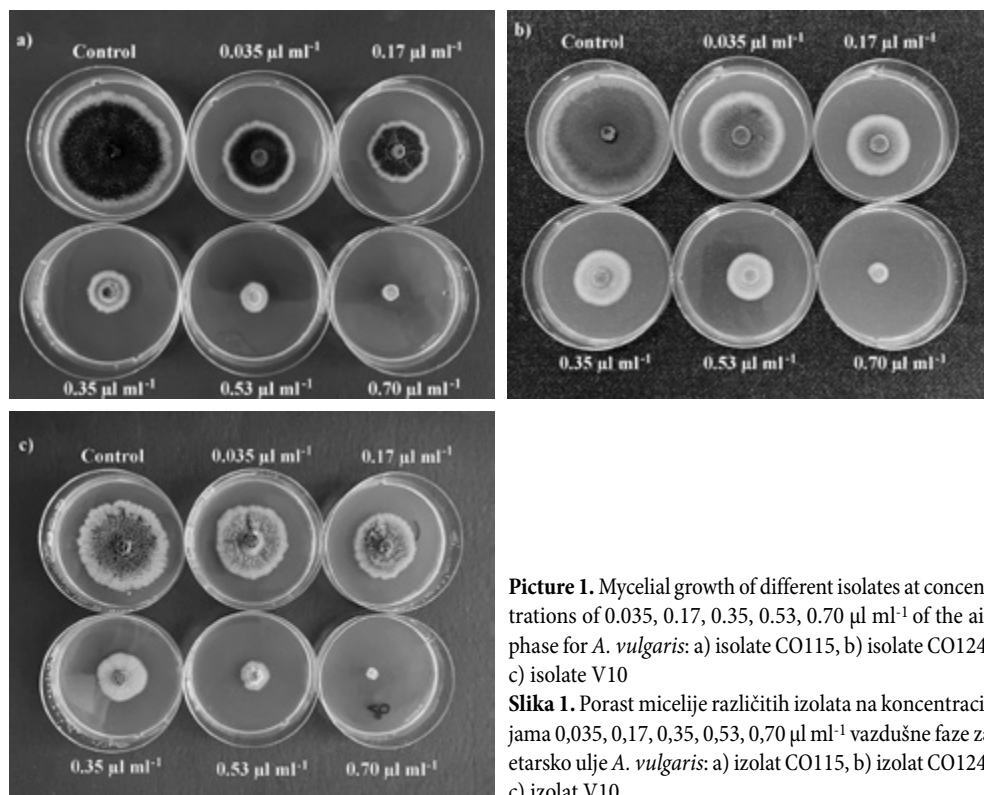 a)
Control 0.035 µl ml⁻¹ 0.17 µl ml⁻¹
0.35 µl ml⁻¹ 0.53 µl ml⁻¹ 0.70 µl ml⁻¹
b)
Control 0.035 µl ml⁻¹ 0.17 µl ml⁻¹
0.35 µl ml⁻¹ 0.53 µl ml⁻¹ 0.70 µl ml⁻¹
c)
Control 0.035 µl ml⁻¹ 0.17 µl ml⁻¹
0.35 µl ml⁻¹ 0.53 µl ml⁻¹ 0.70 µl ml⁻¹
Picture 1. Mycelial growth of different isolates at concen
trations of 0.035, 0.17, 0.35, 0.53, 0.70 µl ml⁻¹ of the ai
phase for A. vulgaris: a) isolate CO115, b) isolate CO124
c) isolate V10
Slika 1. Porast micelije različitih izolata na koncentraci
jama 0,035, 0,17, 0,35, 0,53, 0,70 µl ml⁻¹ vazdušne faze za
etarsko ulje A. vulgaris: a) izolat CO115, b) izolat CO124
c) izolat V10